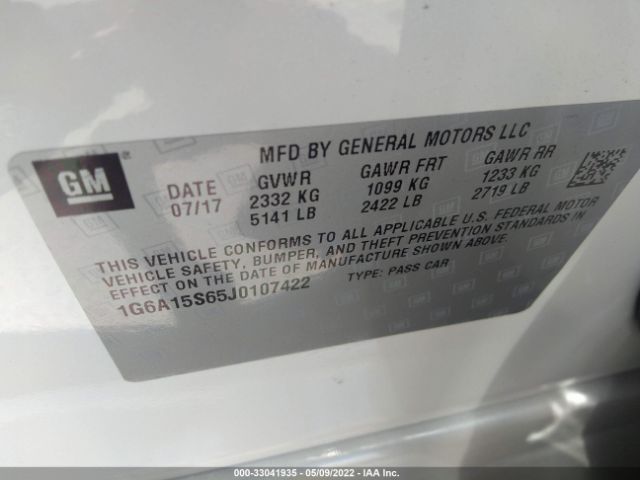 MFD BY GENERAL MOTORS LLC
GM
DATE GVWR GAWR FRT GAWR RR
07/17 2332 KG 1099 KG 1233 KG
5141 LB 2422 LB 2719 LB
THIS VEHICLE CONFORMS TO ALL APPLICABLE U.S. FEDERAL MOTOR
VEHICLE SAFETY, BUMPER, AND THEFT PREVENTION STANDARDS IN
EFFECT ON THE DATE OF MANUFACTURE SHOWN ABOVE.
1G6A15S65J0107422 TYPE: PASS CAR
000-33041935 - 05/09/2022 - IAA Inc.